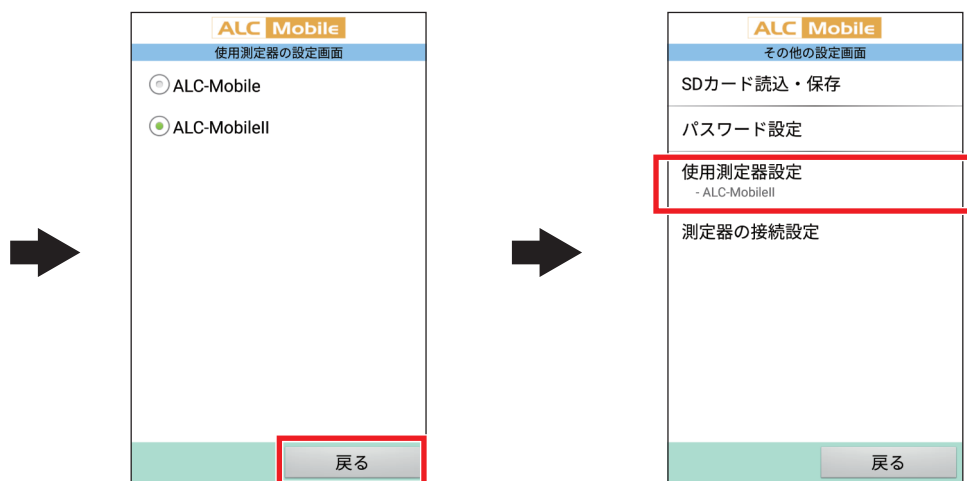 ALC Mobile
使用測定器の設定画面
ALC-Mobile
ALC-MobileII
戻る
ALC Mobile
その他の設定画面
SDカード読込・保存
パスワード設定
使用測定器設定
- ALC-MobileII
測定器の接続設定
戻る